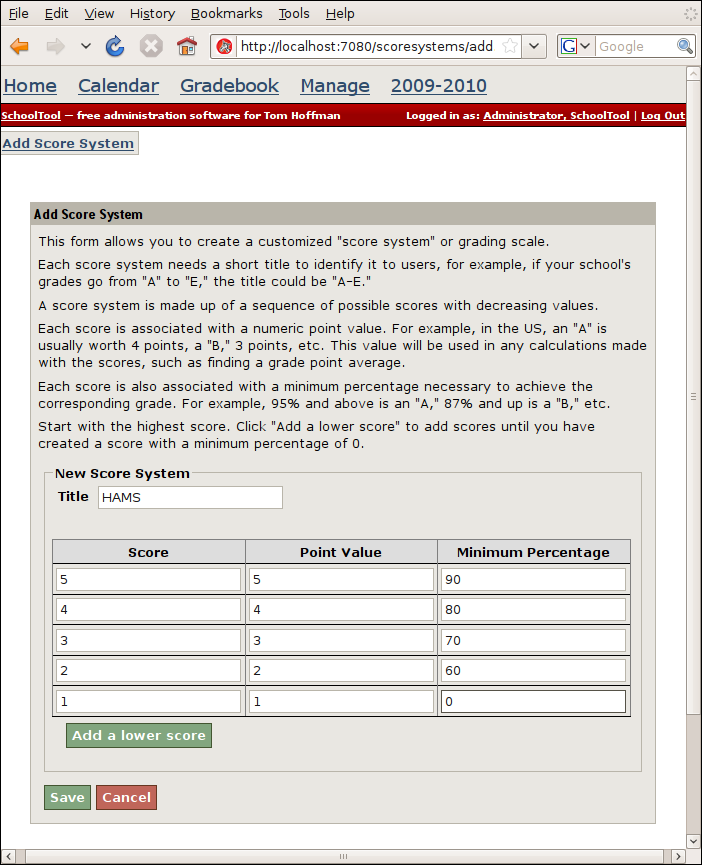 File Edit View History Bookmarks Tools Help
http://localhost:7080/scoresystems/add
G Google
Home Calendar Gradebook Manage 2009-2010
SchoolTool — free administration software for Tom Hoffman Logged in as: Administrator, SchoolTool | Log Out
Add Score System
Add Score System
This form allows you to create a customized "score system" or grading scale.
Each score system needs a short title to identify it to users, for example, if your school's
grades go from "A" to "E," the title could be "A-E."
A score system is made up of a sequence of possible scores with decreasing values.
Each score is associated with a numeric point value. For example, in the US, an "A" is
usually worth 4 points, a "B," 3 points, etc. This value will be used in any calculations made
with the scores, such as finding a grade point average.
Each score is also associated with a minimum percentage necessary to achieve the
corresponding grade. For example, 95% and above is an "A," 87% and up is a "B," etc.
Start with the highest score. Click "Add a lower score" to add scores until you have
created a score with a minimum percentage of 0.
New Score System
Title HAMS
Score Point Value Minimum Percentage
5 5 90
4 4 80
3 3 70
2 2 60
1 1 0
Add a lower score
Save Cancel